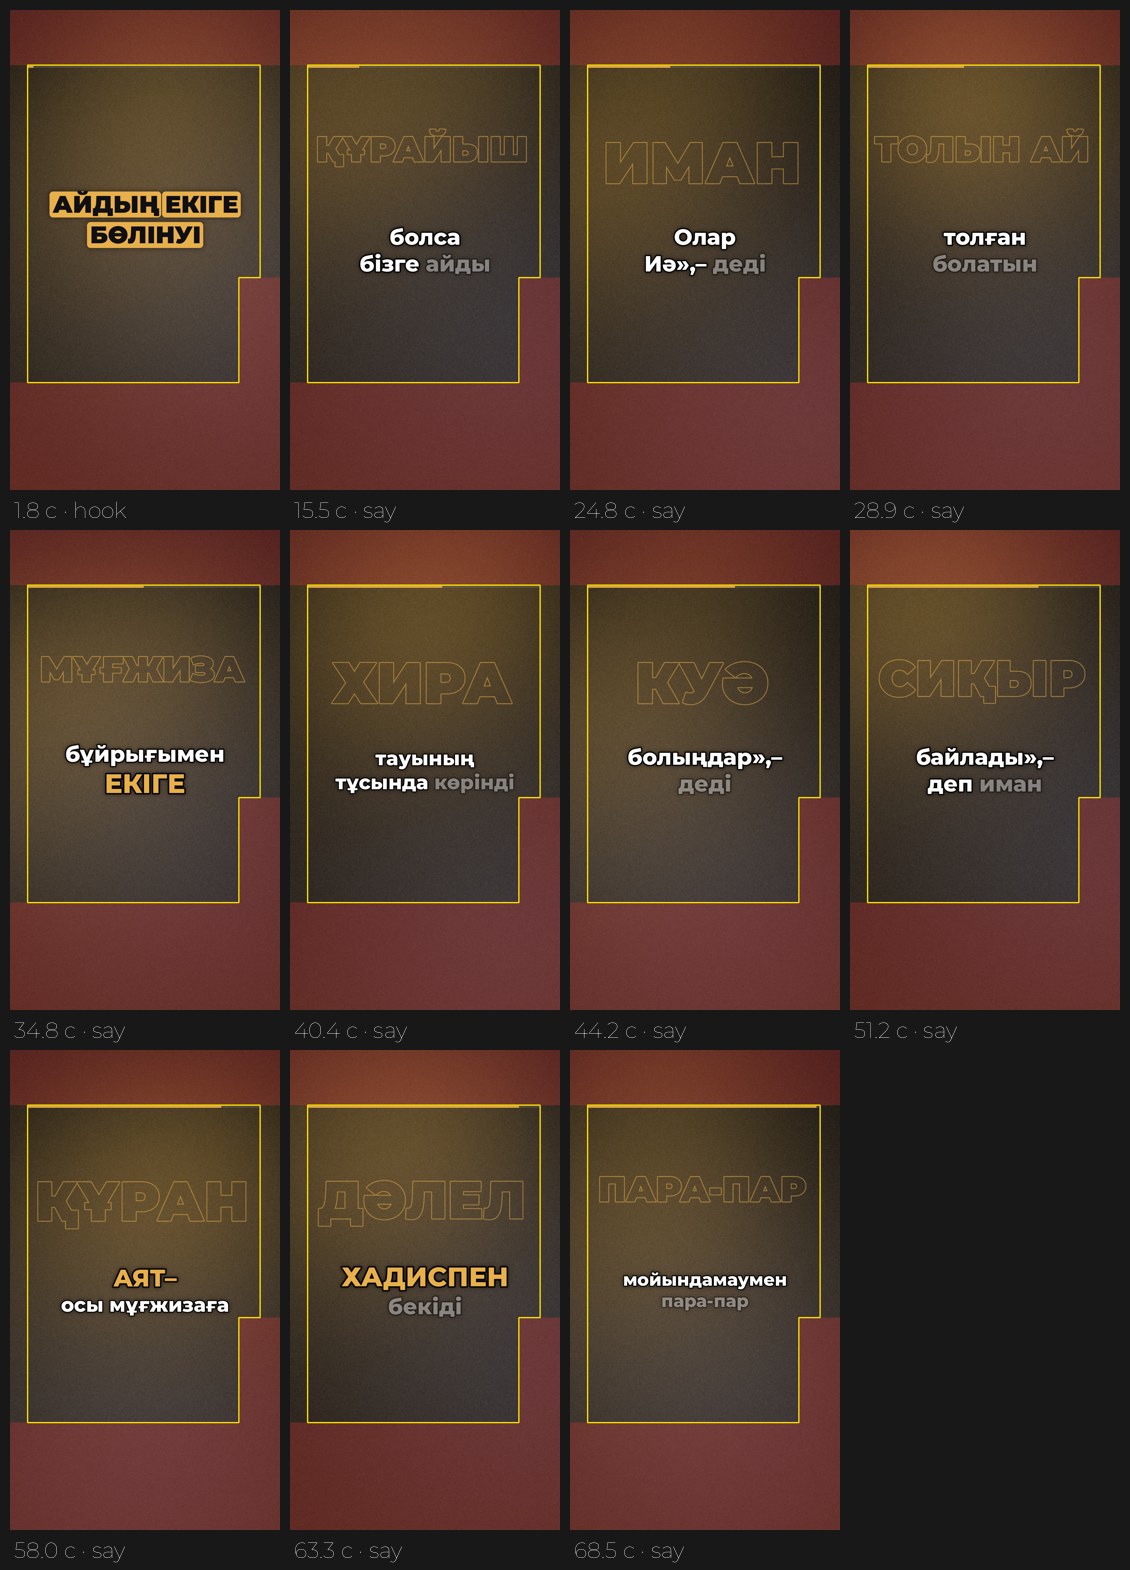 АЙДЫҢ ЕКІГЕ
БӨЛІНУІ
1.8 с · hook
ҚҰРАЙЫШ
болса
бізге айды
15.5 с · say
ИМАН
Олар
Иә»,– деді
24.8 с · say
ТОЛЫН АЙ
толған
болатын
28.9 с · say
МҰҒЖИЗА
бұйрығымен
ЕКІГЕ
34.8 с · say
ХИРА
тауының
тұсында көрінді
40.4 с · say
КУӘ
болыңдар»,–
деді
44.2 с · say
СИҚЫР
байлады»,–
деп иман
51.2 с · say
ҚҰРАН
АЯТ–
осы мұғжизаға
58.0 с · say
ДӘЛЕЛ
ХАДИСПЕН
бекіді
63.3 с · say
ПАРА-ПАР
мойындамаумен
пара-пар
68.5 с · say